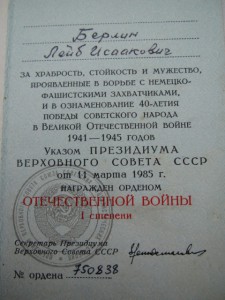 Берлин
Лейб Исаакович
ЗА ХРАБРОСТЬ, СТОЙКОСТЬ И МУЖЕСТВО,
ПРОЯВЛЕННЫЕ В БОРЬБЕ С НЕМЕЦКО-
ФАШИСТСКИМИ ЗАХВАТЧИКАМИ,
И В ОЗНАМЕНОВАНИЕ 40-ЛЕТИЯ
ПОБЕДЫ СОВЕТСКОГО НАРОДА
В ВЕЛИКОЙ ОТЕЧЕСТВЕННОЙ ВОЙНЕ
1941—1945 ГОДОВ
Указом ПРЕЗИДИУМА
ВЕРХОВНОГО СОВЕТА СССР
от 11 марта 1985 г.
НАГРАЖДЕН ОРДЕНОМ
ОТЕЧЕСТВЕННОЙ ВОЙНЫ
I степени
Секретарь Президиума
Верховного Совета СССР
№ ордена 750838